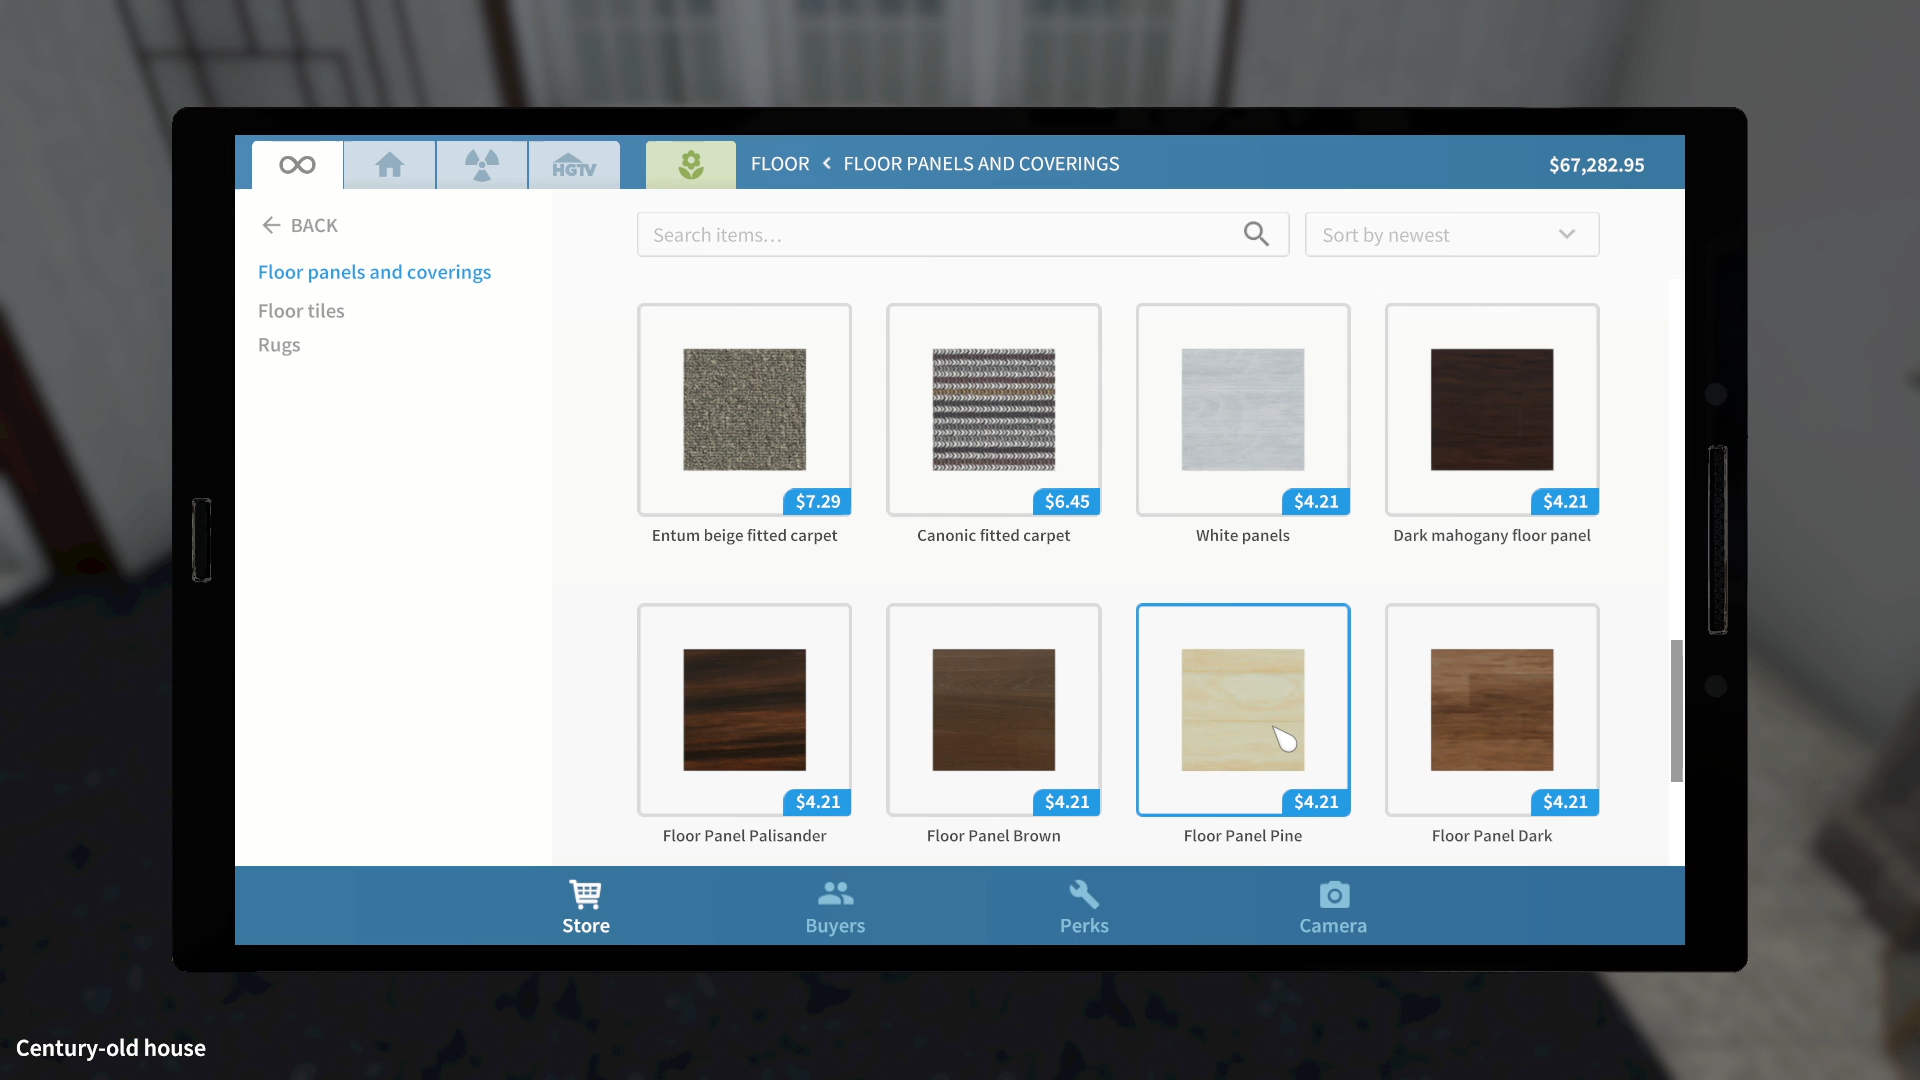 HGTV
FLOOR < FLOOR PANELS AND COVERINGS
$67,282.95
BACK
Floor panels and coverings
Floor tiles
Rugs
Search items...
Sort by newest
$7.29
$6.45
$4.21
$4.21
Entum beige fitted carpet
Canonic fitted carpet
White panels
Dark mahogany floor panel
$4.21
$4.21
$4.21
$4.21
Floor Panel Palisander
Floor Panel Brown
Floor Panel Pine
Floor Panel Dark
Store
Buyers
Perks
Camera
Century-old house